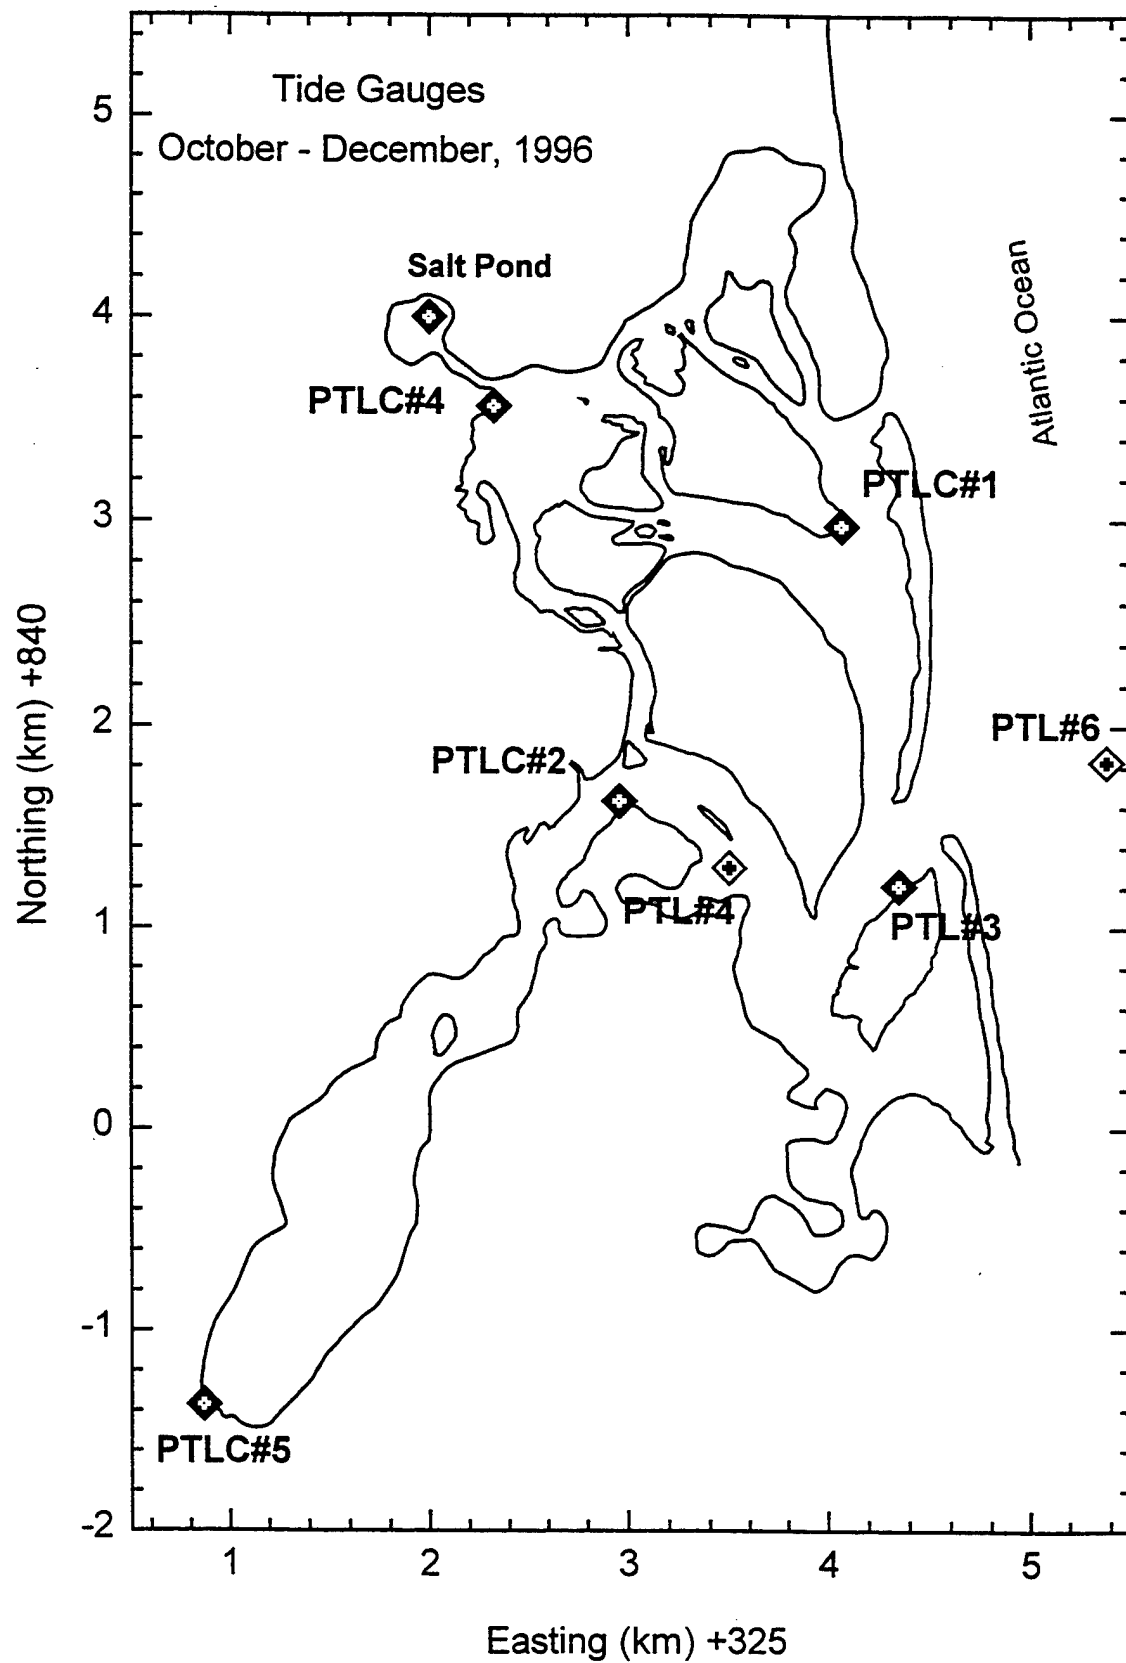 Tide Gauges
October - December, 1996
5
Salt Pond
Atlantic Ocean
4
PTLC#4
PTLC#1
3
Northing (km) +840
2
PTL#6
PTLC#2
1
PTL#4
PTL#3
0
-1
PTLC#5
-2
1 2 3 4 5
Easting (km) +325